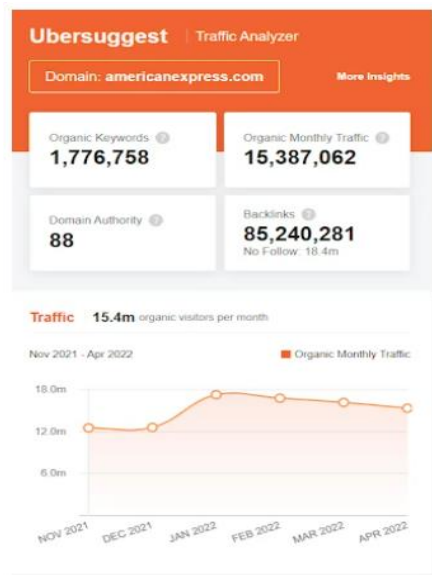 Ubersuggest Traffic Analyzer
Domain: americanexpress.com
More Insights
Organic Keywords ?
1,776,758
Organic Monthly Traffic ?
15,387,062
Domain Authority ?
88
Backlinks ?
85,240,281
No Follow: 18.4m
Traffic 15.4m organic visitors per month
Nov 2021 - Apr 2022
Organic Monthly Traffic
18.0m
12.0m
6.0m
NOV 2021
DEC 2021
JAN 2022
FEB 2022
MAR 2022
APR 2022